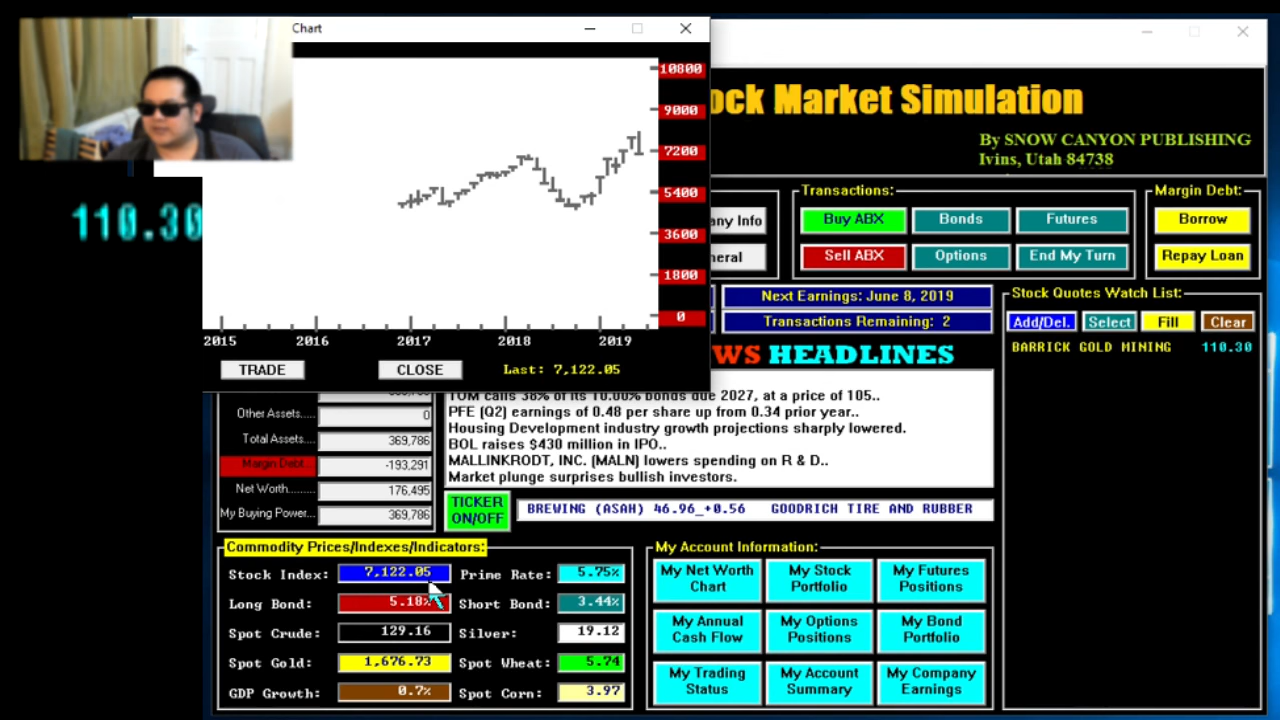 Chart
10800
9000
7200
5400
3600
1800
0
2015 2016 2017 2018 2019
TRADE CLOSE Last: 7,122.05
110.30
ock Market Simulation
By SNOW CANYON PUBLISHING
Ivins, Utah 84738
any Info
neral
Transactions:
Buy ABX Bonds Futures
Sell ABX Options End My Turn
Margin Debt:
Borrow
Repay Loan
Next Earnings: June 8, 2019
Transactions Remaining: 2
Stock Quotes Watch List:
Add/Del. Select Fill Clear
BARRICK GOLD MINING 110.30
WS HEADLINES
TOM calls 38% of its 10.00% bonds due 2027, at a price of 105..
PFE (Q2) earnings of 0.48 per share up from 0.34 prior year..
Housing Development industry growth projections sharply lowered.
BOL raises $430 million in IPO..
MALLINKRODT, INC. (MALN) lowers spending on R & D..
Market plunge surprises bullish investors.
Other Assets.... 0
Total Assets.... 369,786
Margin Debt.. -193,291
Net Worth........ 176,495
My Buying Power... 369,786
TICKER
ON/OFF
BREWING (ASAH) 46.96_+0.56 GOODRICH TIRE AND RUBBER
Commodity Prices/Indexes/Indicators:
Stock Index: 7,122.05 Prime Rate: 5.75%
Long Bond: 5.18% Short Bond: 3.44%
Spot Crude: 129.16 Silver: 19.12
Spot Gold: 1,676.73 Spot Wheat: 5.74
GDP Growth: 0.7% Spot Corn: 3.97
My Account Information:
My Net Worth
Chart
My Stock
Portfolio
My Futures
Positions
My Annual
Cash Flow
My Options
Positions
My Bond
Portfolio
My Trading
Status
My Account
Summary
My Company
Earnings